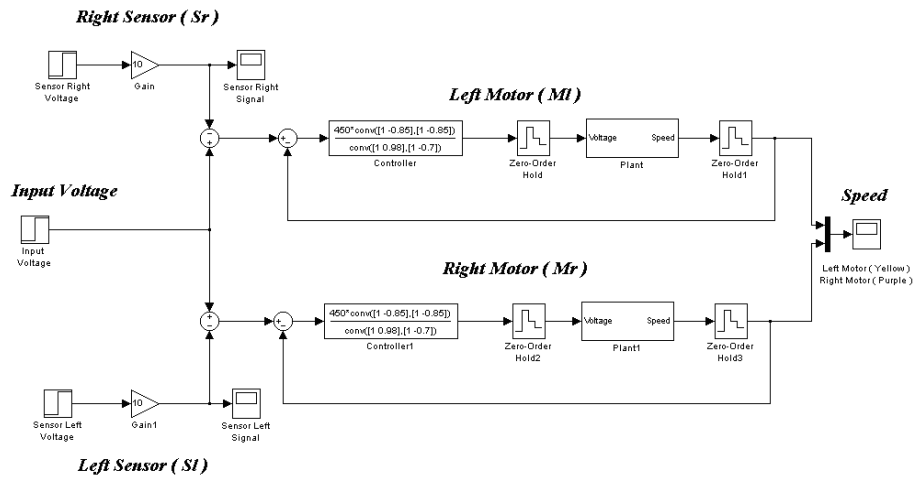 Right Sensor ( Sr )
10
Sensor Right
Voltage
Gain
Sensor Right
Signal
Left Motor ( Ml )
450*conv([1 -0.85],[1 -0.85])
conv([1 0.98],[1 -0.7])
Controller
Zero-Order
Hold
Voltage
Speed
Plant
Zero-Order
Hold1
Input Voltage
Input
Voltage
Speed
Left Motor ( Yellow )
Right Motor ( Purple )
Right Motor ( Mr )
450*conv([1 -0.85],[1 -0.85])
conv([1 0.98],[1 -0.7])
Controller1
Zero-Order
Hold2
Voltage
Speed
Plant1
Zero-Order
Hold3
10
Sensor Left
Voltage
Gain1
Sensor Left
Signal
Left Sensor ( Sl )